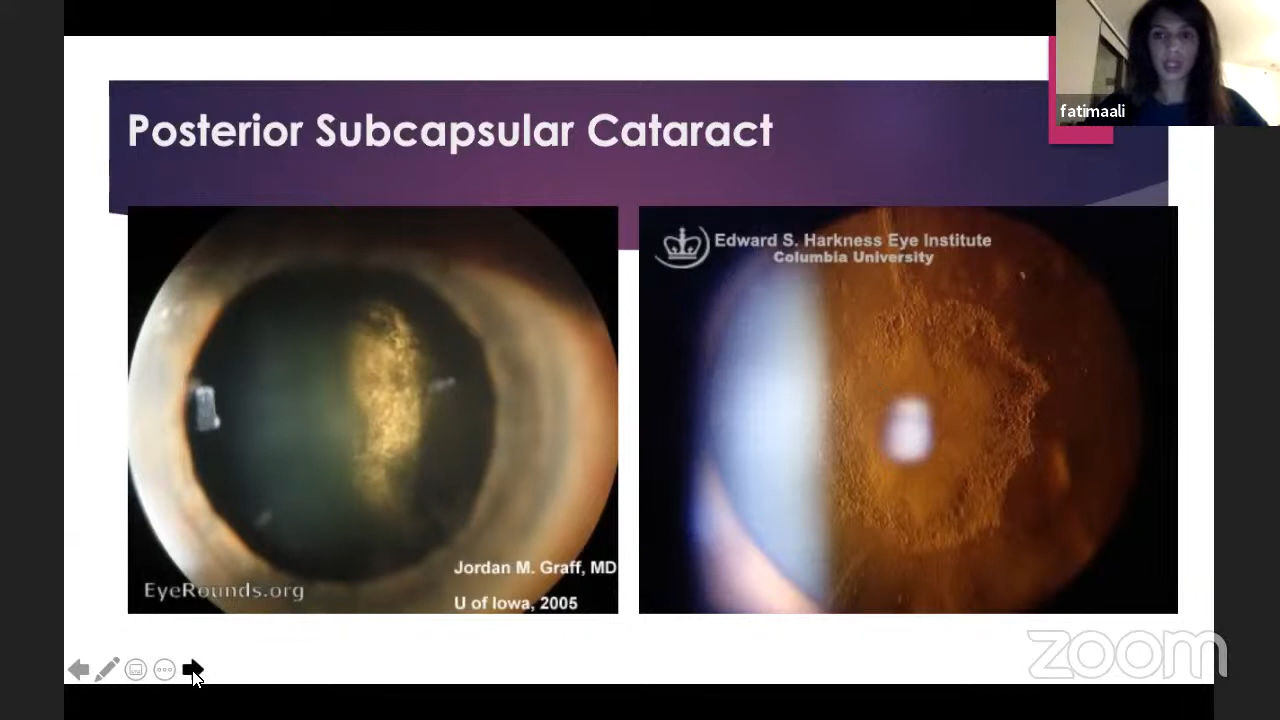 Posterior Subcapsular Cataract
fatimaali
Edward S. Harkness Eye Institute
Columbia University
Jordan M. Graff, MD
EyeRounds.org
U of Iowa, 2005
zoom